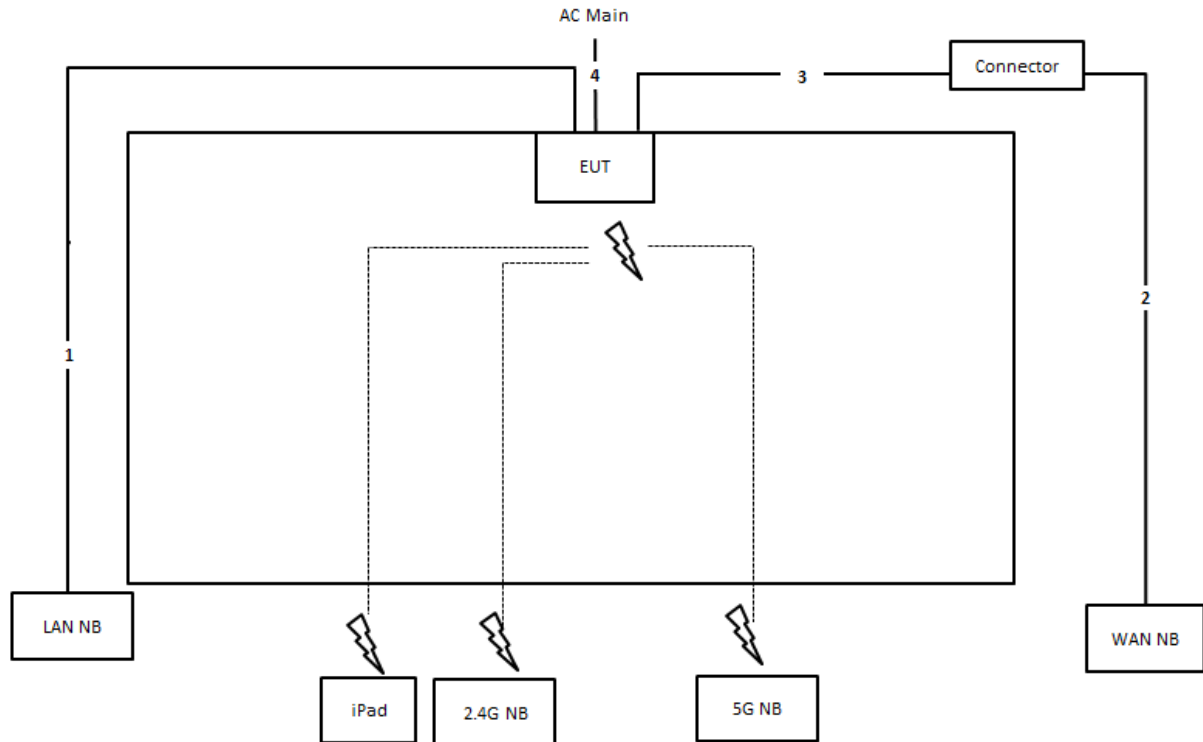 AC Main
4
3
Connector
EUT
2
1
LAN NB
WAN NB
iPad
2.4G NB
5G NB